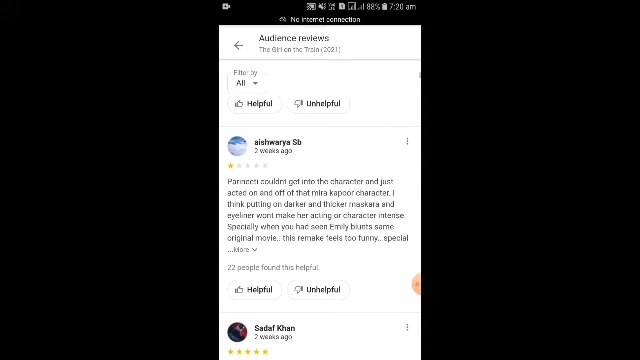 88% 7:20 am
No internet connection
Audience reviews
The Girl on the Train (2021)
Filter by
All
Helpful
Unhelpful
aishwarya Sb
2 weeks ago
Parineeti couldnt get into the character and just
acted on and off of that mira kapoor character. I
think putting on darker and thicker maskara and
eyeliner wont make her acting or character intense.
Specially when you had seen Emily blunts same
original movie.. this remake feels too funny.. special
...More
22 people found this helpful
Helpful
Unhelpful
Sadaf Khan
2 weeks ago